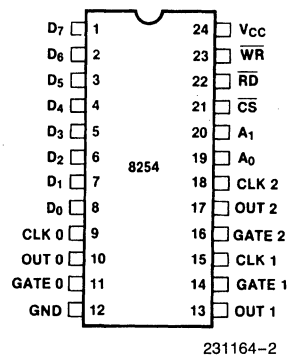 D7 1 24 VCC
D6 2 23 WR
D5 3 22 RD
D4 4 21 CS
D3 5 20 A1
D2 6 19 A0
D1 7 8254 18 CLK 2
D0 8 17 OUT 2
CLK 0 9 16 GATE 2
OUT 0 10 15 CLK 1
GATE 0 11 14 GATE 1
GND 12 13 OUT 1
231164-2